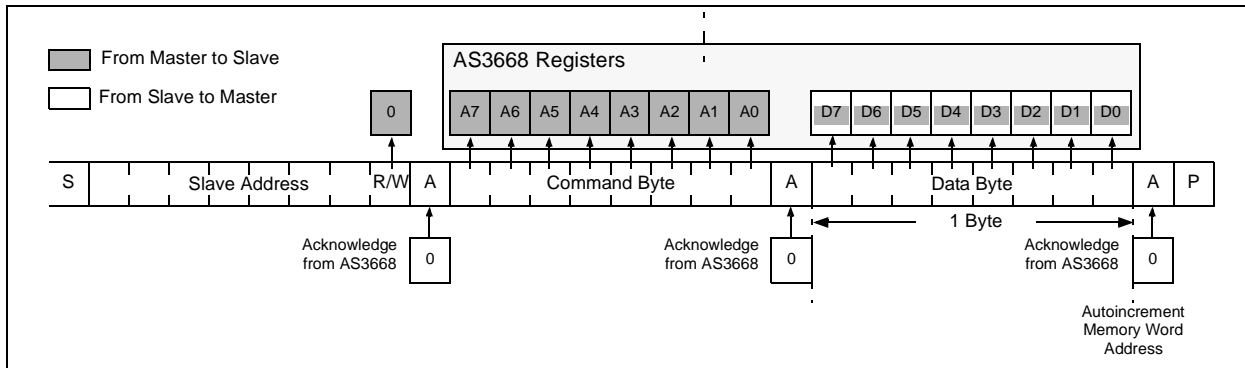 From Master to Slave
From Slave to Master
AS3668 Registers
0
A7 A6 A5 A4 A3 A2 A1 A0
D7 D6 D5 D4 D3 D2 D1 D0
S Slave Address R/W A Command Byte A Data Byte A P
1 Byte
Acknowledge
from AS3668
0
Acknowledge
from AS3668
0
Acknowledge
from AS3668
0
Autoincrement
Memory Word
Address